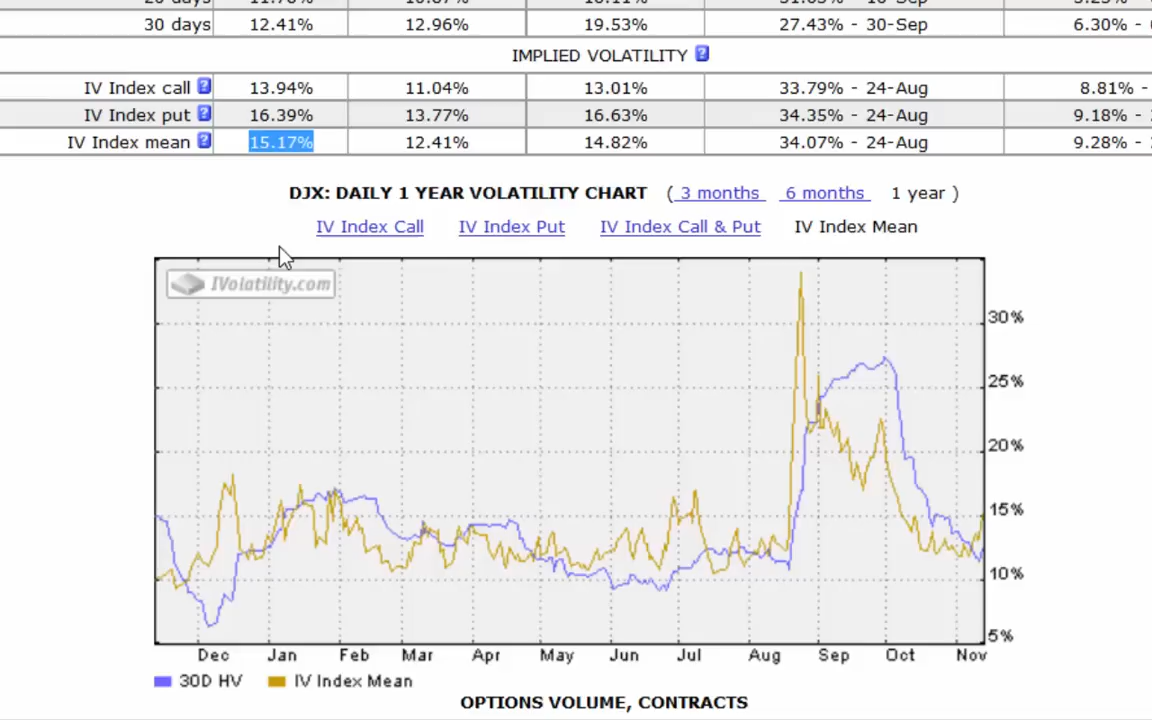 30 days 12.41% 12.96% 19.53% 27.43% - 30-Sep 6.30% -
IMPLIED VOLATILITY ?
IV Index call ? 13.94% 11.04% 13.01% 33.79% - 24-Aug 8.81% -
IV Index put ? 16.39% 13.77% 16.63% 34.35% - 24-Aug 9.18% -
IV Index mean ? 15.17% 12.41% 14.82% 34.07% - 24-Aug 9.28% -
DJX: DAILY 1 YEAR VOLATILITY CHART ( 3 months 6 months 1 year )
IV Index Call IV Index Put IV Index Call & Put IV Index Mean
IVolatility.com
30%
25%
20%
15%
10%
5%
Dec Jan Feb Mar Apr May Jun Jul Aug Sep Oct Nov
30D HV IV Index Mean
OPTIONS VOLUME, CONTRACTS